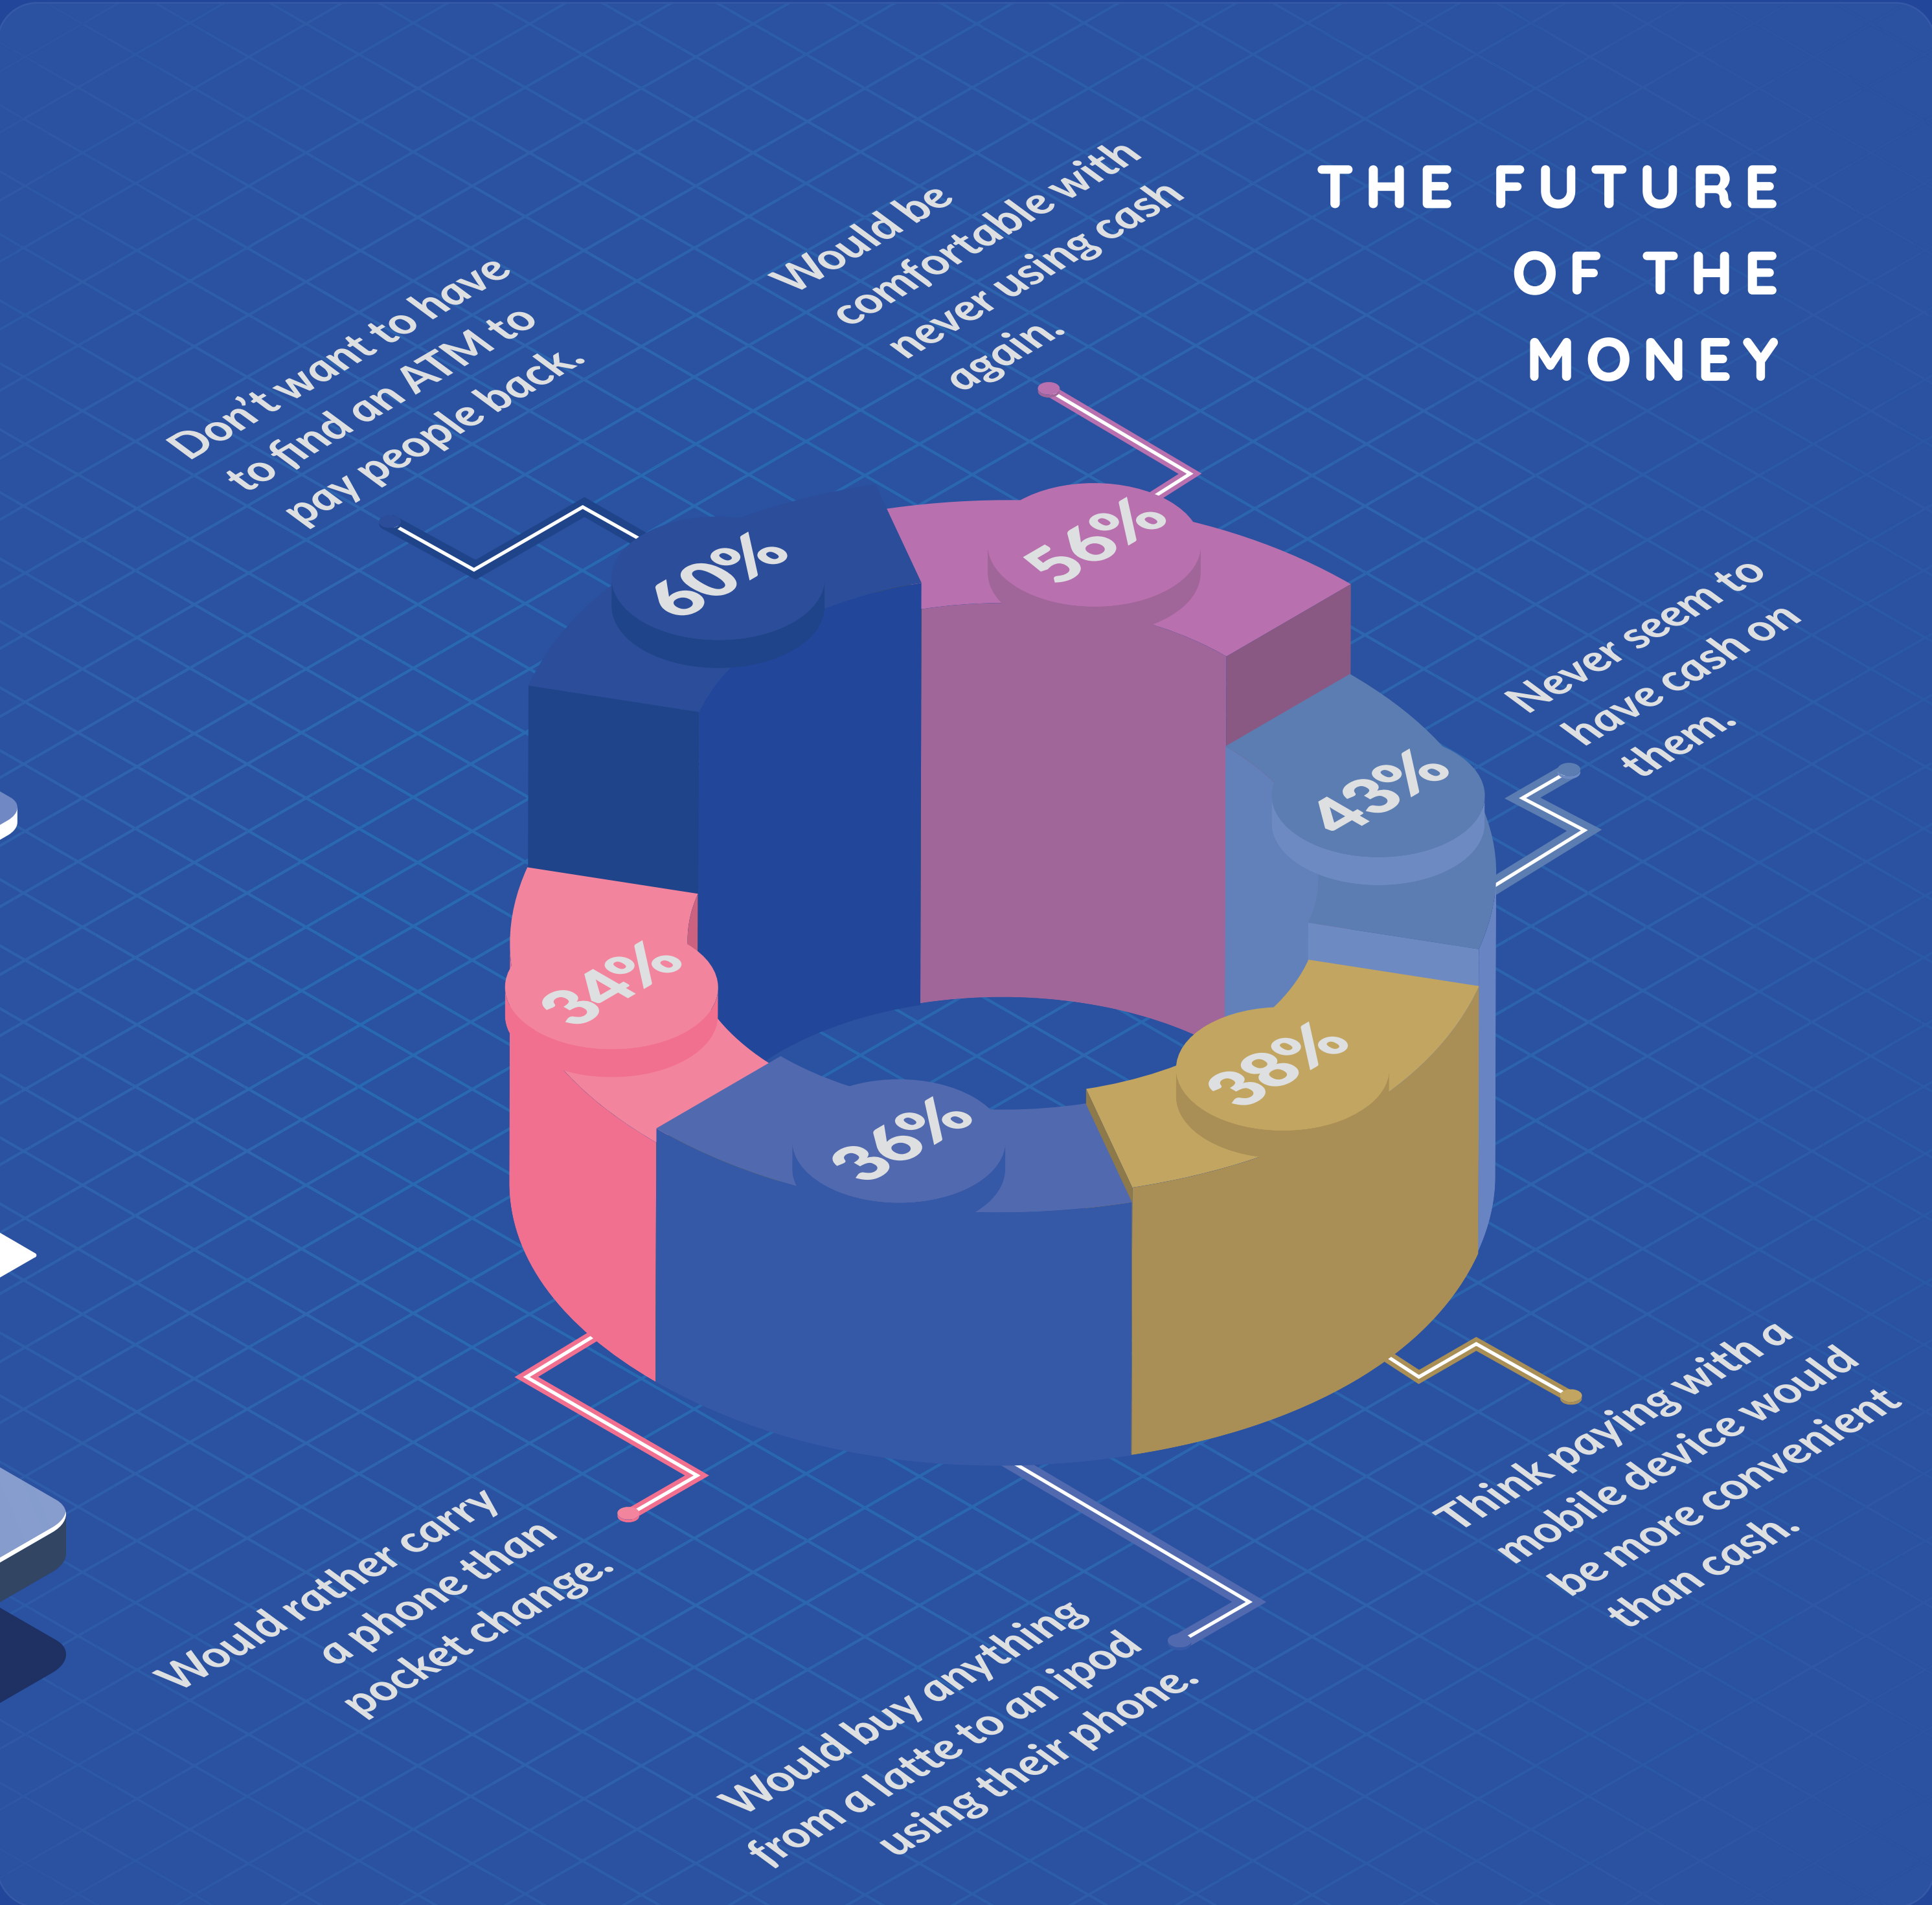 THE FUTURE
OF THE
MONEY
Don't want to have
to find an ATM to
pay people back.
60%
Would be
comfortable with
never using cash
again.
56%
Never seem to
have cash on
them.
43%
34%
Would rather carry
a phone than
pocket change.
36%
Would buy anything
from a latte to an ipod
using their phone.
38%
Think paying with a
mobile device would
be more convenient
than cash.